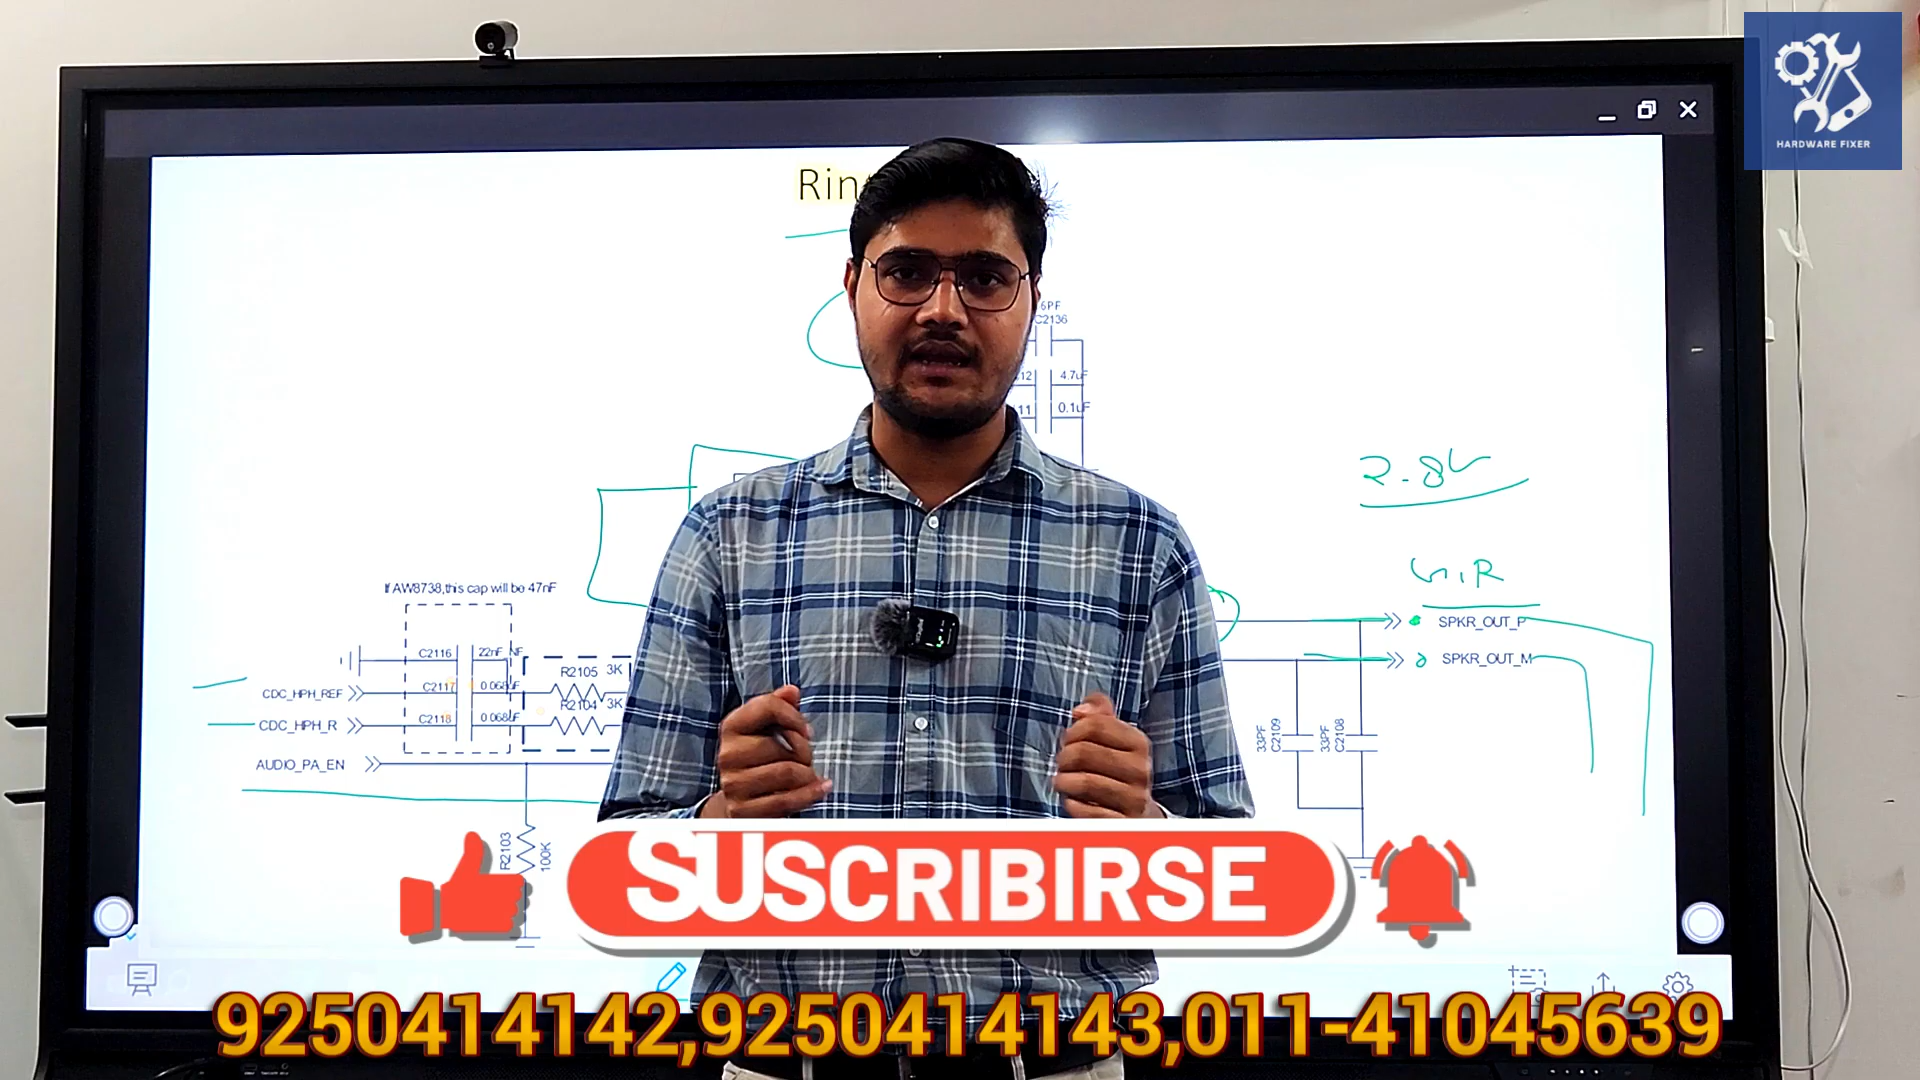 HARDWARE FIXER
Rin
6PF
C2136
4.7uF
0.1uF
2.8V
G.R
If AW8738,this cap will be 47nF
SPKR_OUT_P
SPKR_OUT_M
C2116 22nF NF
R2105 3K
CDC_HPH_REF C2117 0.068uF
R2104 3K
CDC_HPH_R C2118 0.068uF
AUDIO_PA_EN
33PF C2109 33PF C2108
R2103 100K
SUSCRIBIRSE
9250414142,9250414143,011-41045639